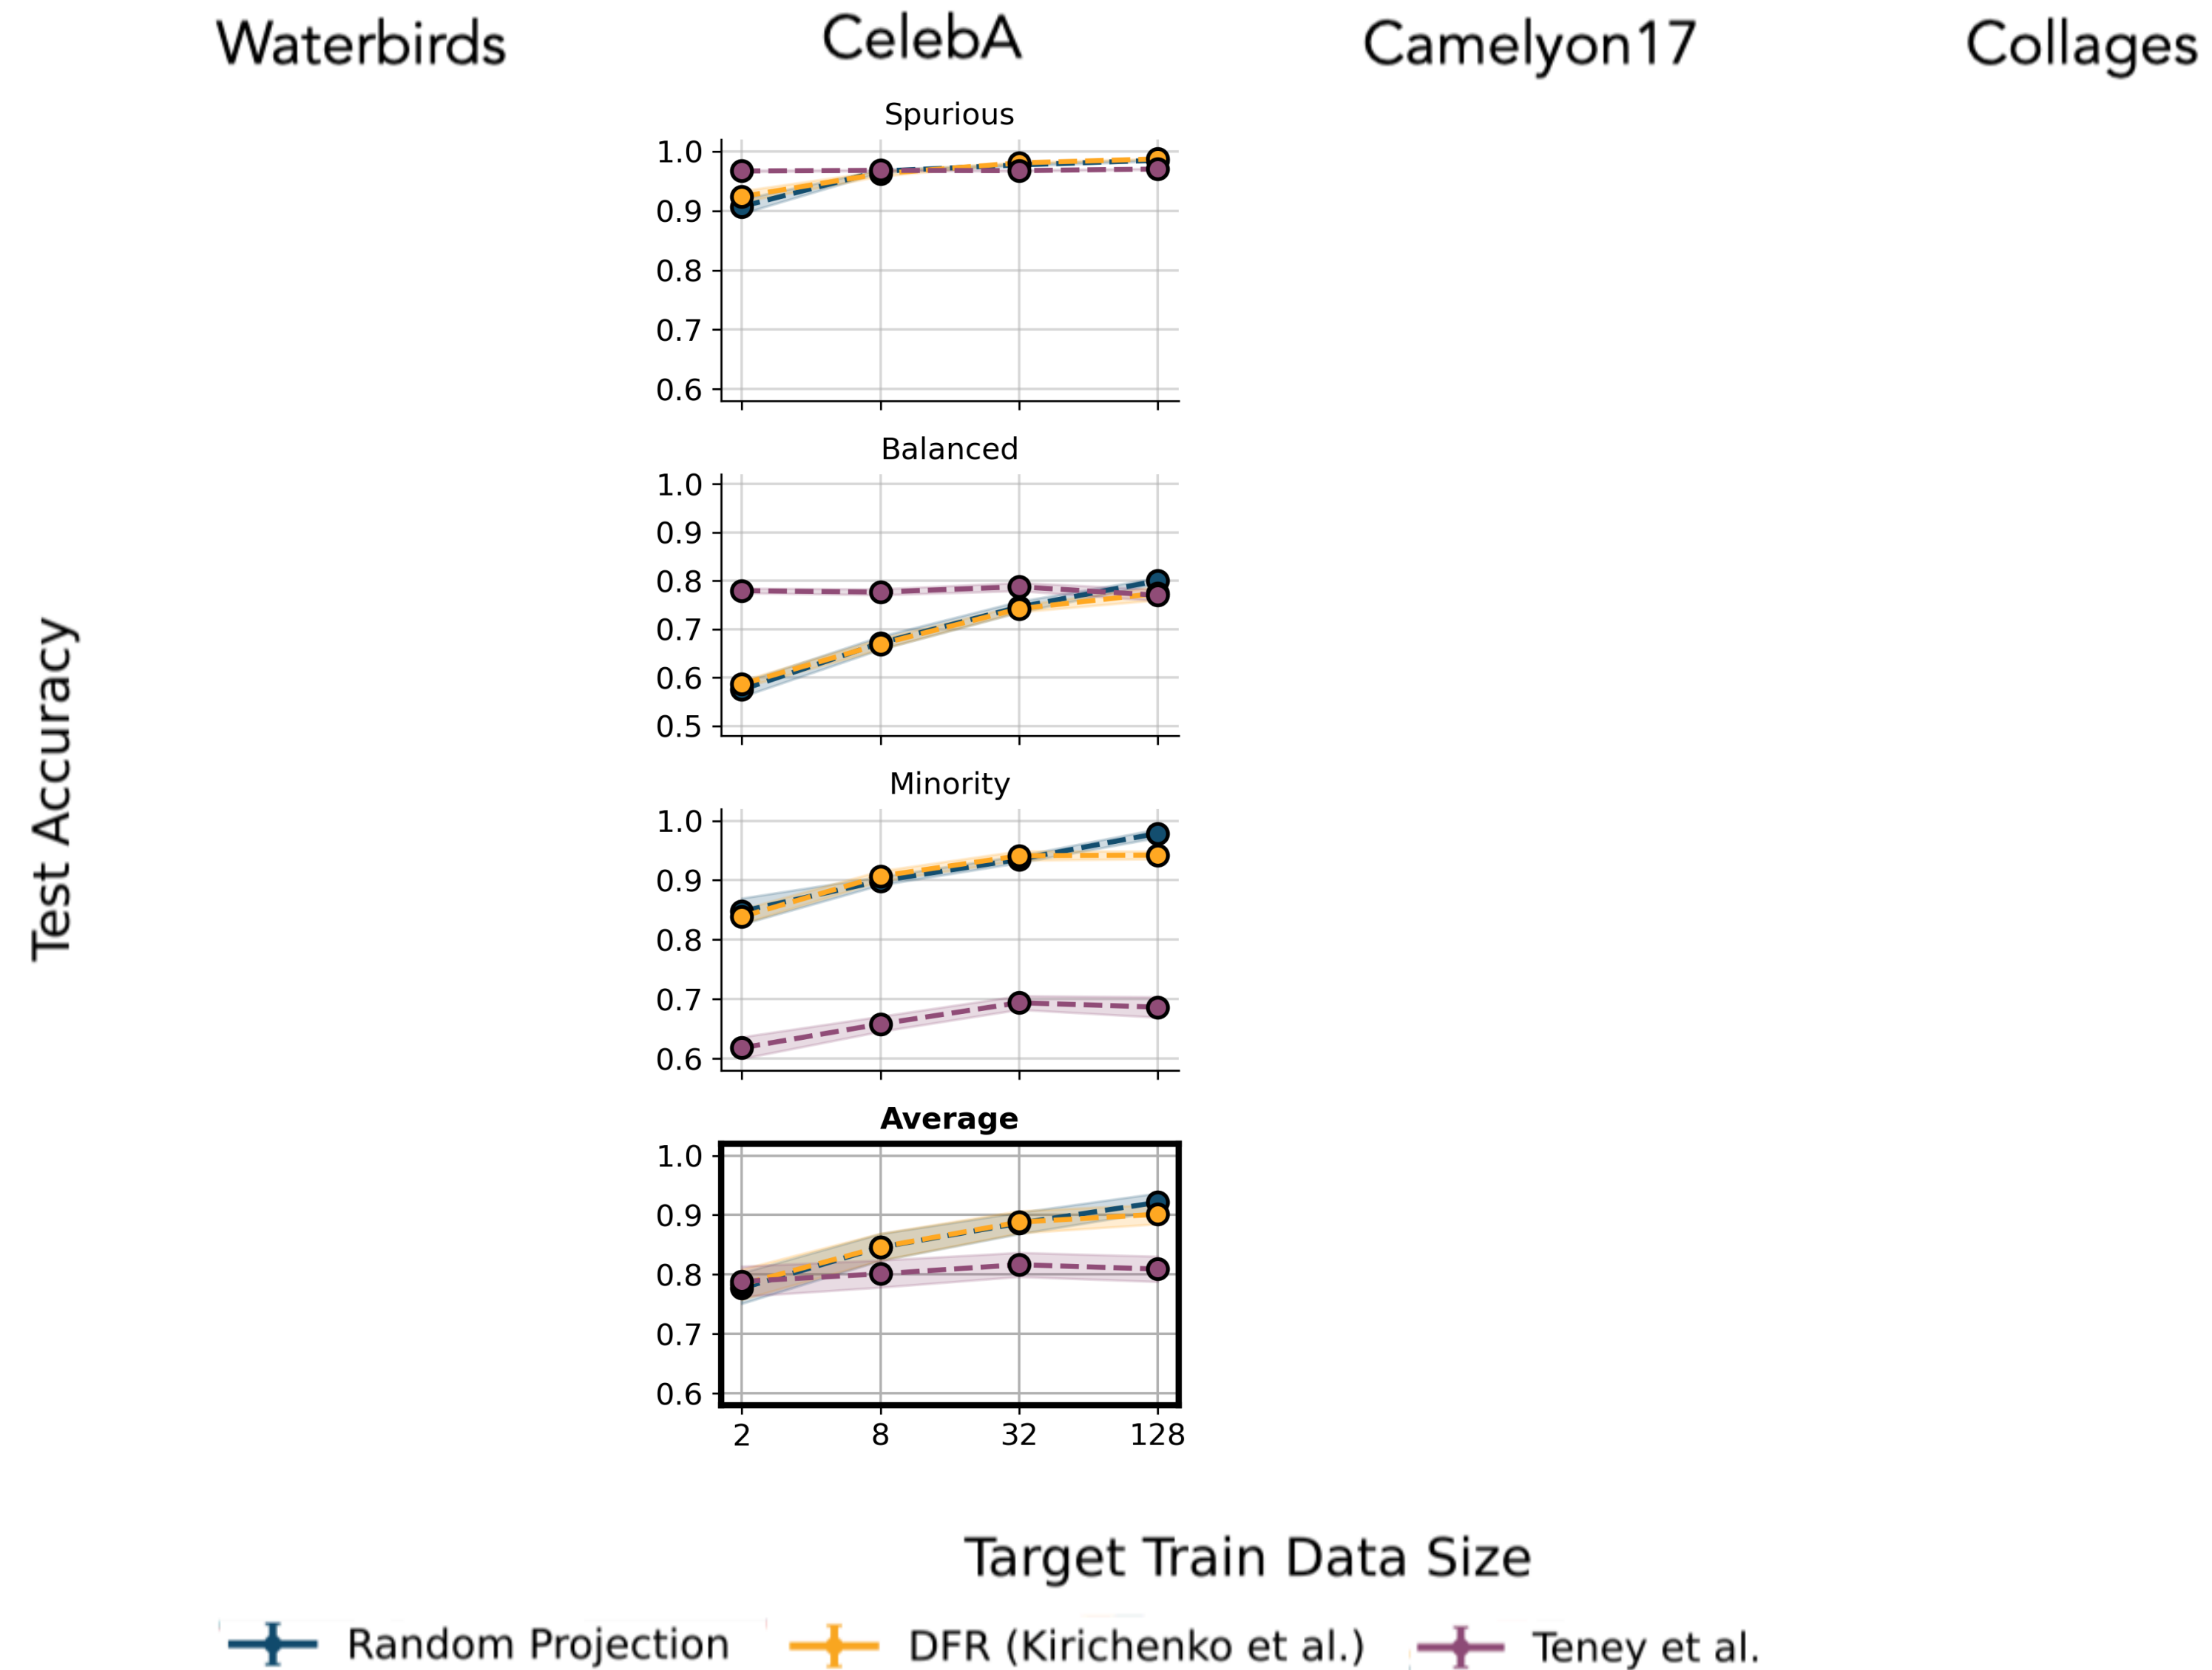 Waterbirds CelebA Camelyon17 Collages
Test Accuracy
Spurious
1.0
0.9
0.8
0.7
0.6
Balanced
1.0
0.9
0.8
0.7
0.6
0.5
Minority
1.0
0.9
0.8
0.7
0.6
Average
1.0
0.9
0.8
0.7
0.6
2 8 32 128
Target Train Data Size
Random Projection DFR (Kirichenko et al.) Teney et al.